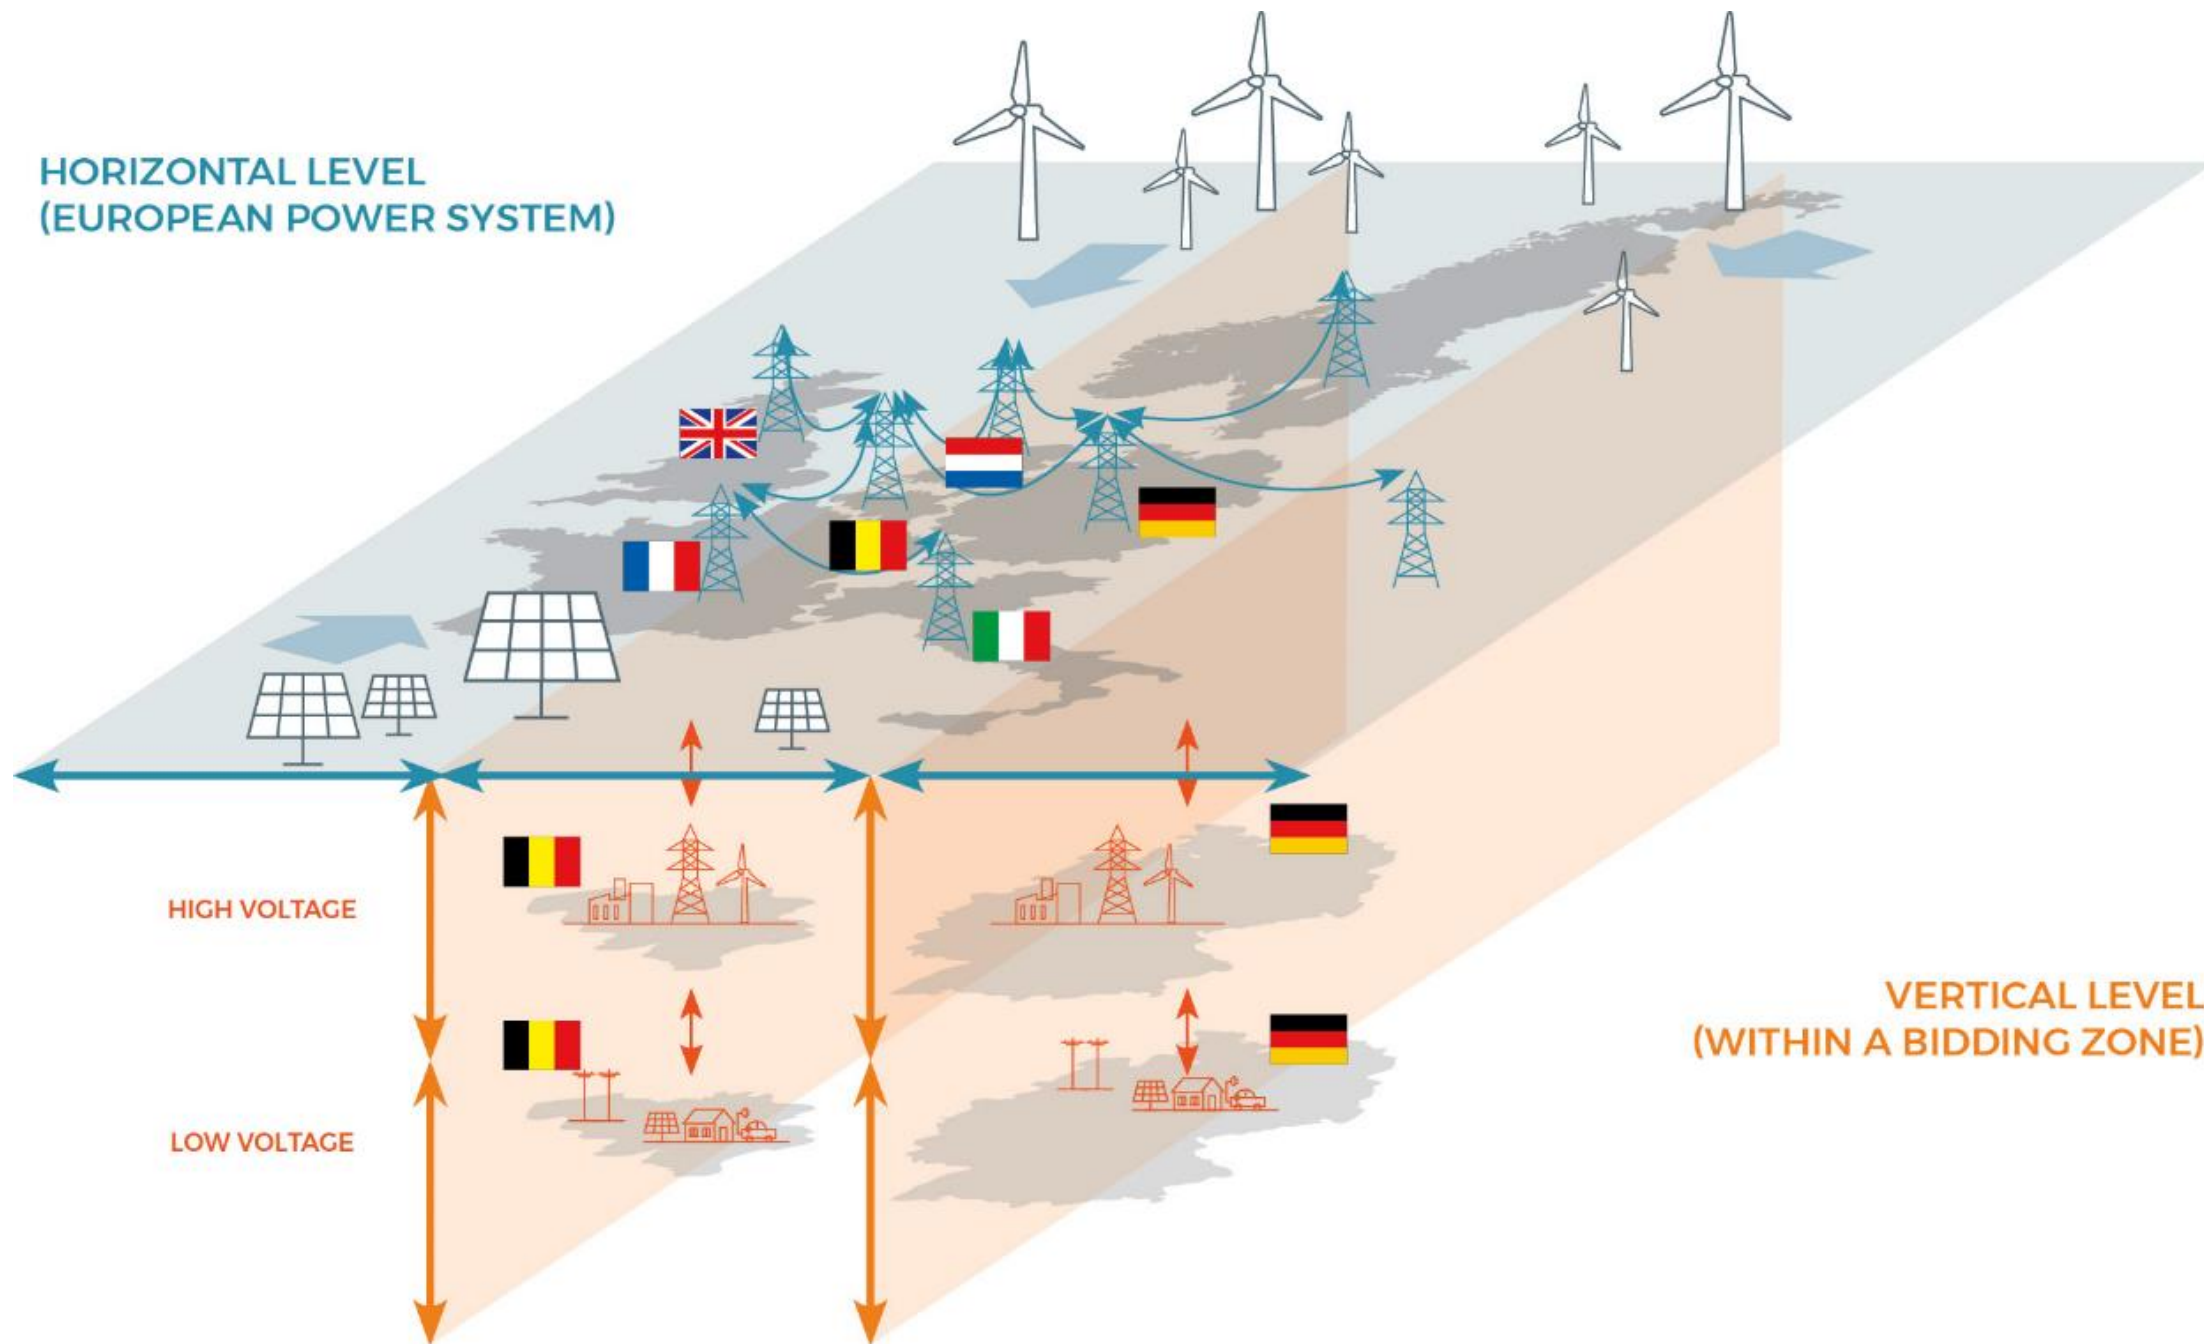 HORIZONTAL LEVEL
(EUROPEAN POWER SYSTEM)
HIGH VOLTAGE
VERTICAL LEVEL
(WITHIN A BIDDING ZONE)
LOW VOLTAGE